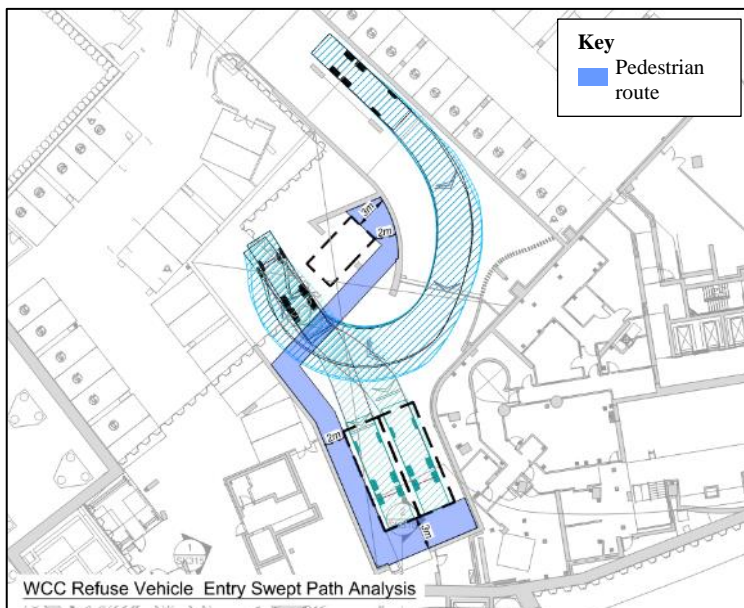 Key
Pedestrian
route
3m
2m
2m
3m
WCC Refuse Vehicle Entry Swept Path Analysis